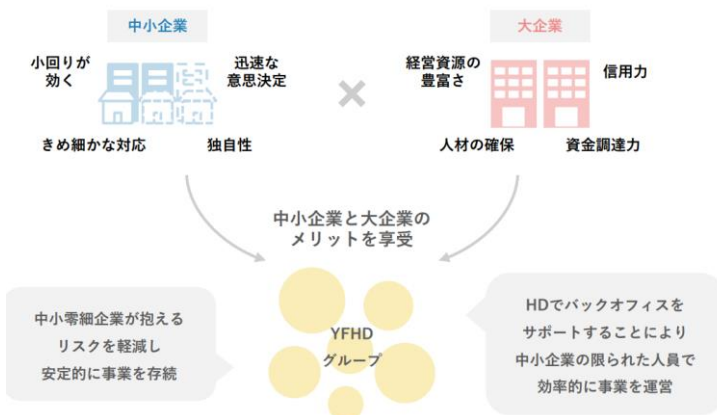 中小企業
大企業
小回りが
効く
迅速な
意思決定
きめ細かな対応
独自性
経営資源の
豊富さ
信用力
人材の確保
資金調達力
中小企業と大企業の
メリットを享受
中小零細企業が抱える
リスクを軽減し
安定的に事業を存続
YFHD
グループ
HDでバックオフィスを
サポートすることにより
中小企業の限られた人員で
効率的に事業を運営